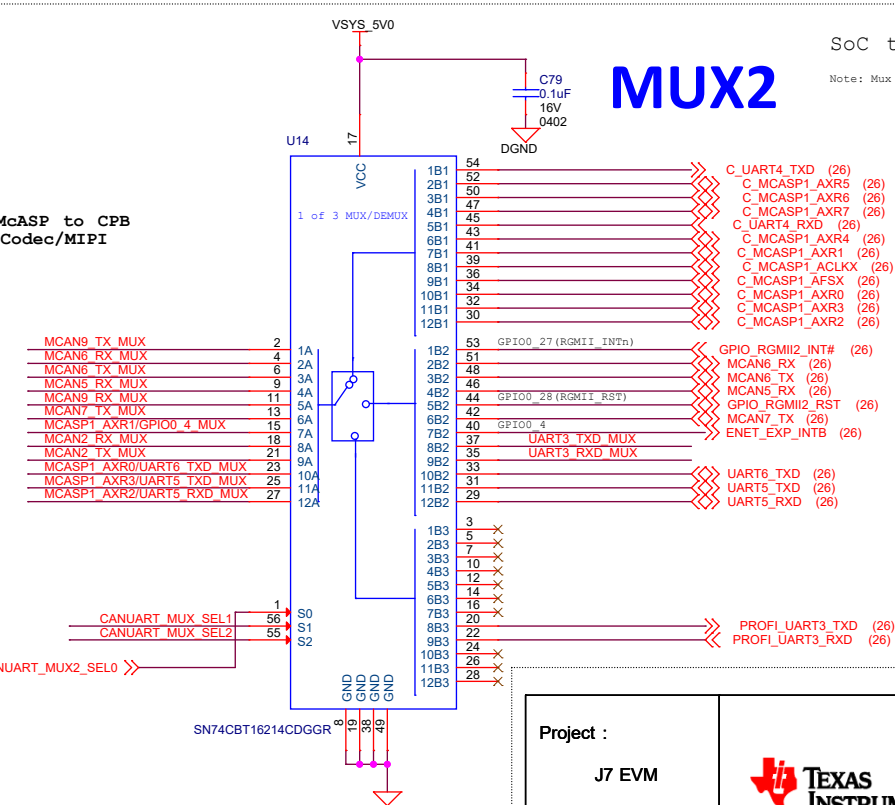 VSYS_5V0
SoC t
Note: Mux
MUX2
C79
0.1uF
16V
0402
DGND
U14
17
VCC
1 of 3 MUX/DEMUX
McASP to CPB
Codec/MIPI
1B1 54 C_UART4_TXD (26)
2B1 52 C_MCASP1_AXR5 (26)
3B1 50 C_MCASP1_AXR6 (26)
4B1 47 C_MCASP1_AXR7 (26)
5B1 45 C_UART4_RXD (26)
6B1 43 C_MCASP1_AXR4 (26)
7B1 41 C_MCASP1_AXR1 (26)
8B1 39 C_MCASP1_ACLKX (26)
9B1 36 C_MCASP1_AFSX (26)
10B1 34 C_MCASP1_AXR0 (26)
11B1 32 C_MCASP1_AXR3 (26)
12B1 30 C_MCASP1_AXR2 (26)
MCAN9_TX_MUX 2 1A
MCAN6_RX_MUX 4 2A
MCAN6_TX_MUX 6 3A
MCAN5_RX_MUX 9 4A
MCAN9_RX_MUX 11 5A
MCAN7_TX_MUX 13 6A
MCASP1_AXR1/GPIO0_4_MUX 15 7A
MCAN2_RX_MUX 18 8A
MCAN2_TX_MUX 21 9A
MCASP1_AXR0/UART6_TXD_MUX 23 10A
MCASP1_AXR3/UART5_TXD_MUX 25 11A
MCASP1_AXR2/UART5_RXD_MUX 27 12A
1B2 53 GPIO0_27(RGMII_INTn) GPIO_RGMII2_INT# (26)
2B2 51 MCAN6_RX (26)
3B2 48 MCAN6_TX (26)
4B2 46 MCAN5_RX (26)
5B2 44 GPIO0_28(RGMII_RST) GPIO_RGMII2_RST (26)
6B2 42 MCAN7_TX (26)
7B2 40 GPIO0_4 ENET_EXP_INTB (26)
8B2 37 UART3_TXD_MUX
9B2 35 UART3_RXD_MUX
10B2 33 UART6_TXD (26)
11B2 31 UART5_TXD (26)
12B2 29 UART5_RXD (26)
1B3 3
2B3 5
3B3 7
4B3 10
5B3 12
6B3 14
7B3 16
8B3 20 PROFI_UART3_TXD (26)
9B3 22 PROFI_UART3_RXD (26)
10B3 24
11B3 26
12B3 28
1 S0
CANUART_MUX_SEL1 56 S1
CANUART_MUX_SEL2 55 S2
NUART_MUX2_SEL0
GND GND GND GND
8 19 38 49
SN74CBT16214CDGGR
Project :
J7 EVM
TEXAS
INSTRUM